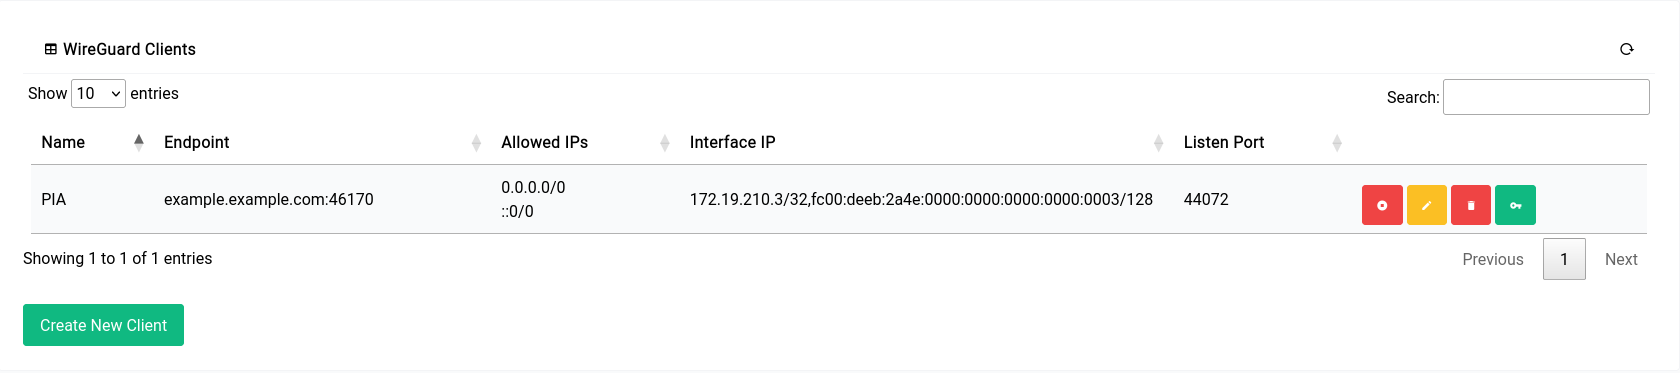 WireGuard Clients
Show 10 entries
Search:
Name Endpoint Allowed IPs Interface IP Listen Port
PIA example.example.com:46170 0.0.0.0/0 172.19.210.3/32,fc00:deeb:2a4e:0000:0000:0000:0000:0003/128 44072
::0/0
Showing 1 to 1 of 1 entries
Previous 1 Next
Create New Client